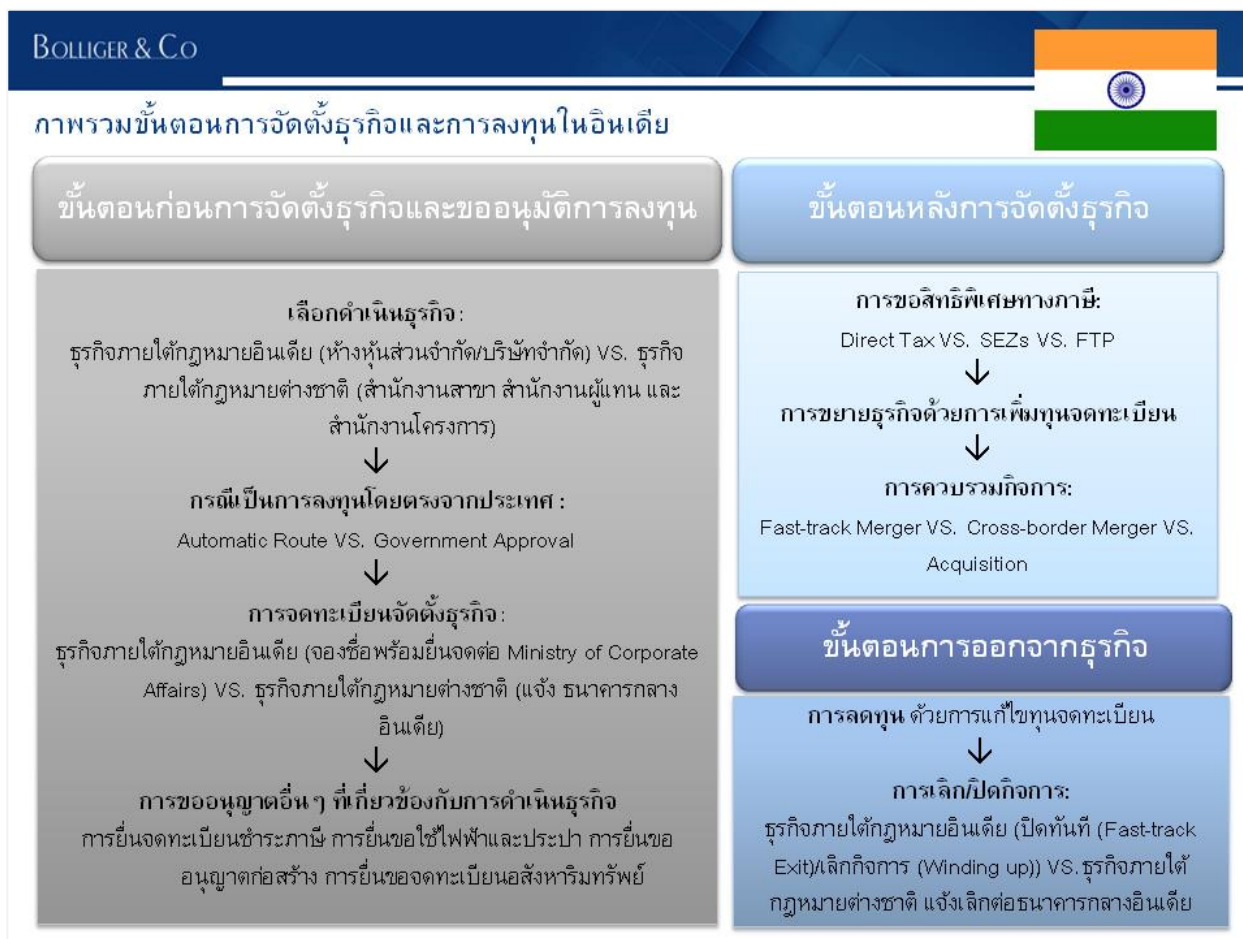 BOLLIGER & CO
ภาพรวมขั้นตอนการจัดตั้งธุรกิจและการลงทุนในอินเดีย
ขั้นตอนก่อนการจัดตั้งธุรกิจและขออนุมัติการลงทุน
เลือกดำเนินธุรกิจ:
ธุรกิจภายใต้กฎหมายอินเดีย (ห้างหุ้นส่วนจำกัด/บริษัทจำกัด) VS. ธุรกิจ
ภายใต้กฎหมายต่างชาติ (สำนักงานสาขา สำนักงานผู้แทน และ
สำนักงานโครงการ)
↓
กรณีเป็นการลงทุนโดยตรงจากประเทศ :
Automatic Route VS. Government Approval
↓
การจดทะเบียนจัดตั้งธุรกิจ:
ธุรกิจภายใต้กฎหมายอินเดีย (จองชื่อพร้อมยื่นจดต่อ Ministry of Corporate
Affairs) VS. ธุรกิจภายใต้กฎหมายต่างชาติ (แจ้ง ธนาคารกลาง
อินเดีย)
↓
การขออนุญาตอื่นๆ ที่เกี่ยวข้องกับการดำเนินธุรกิจ
การยื่นจดทะเบียนชำระภาษี การยื่นขอใช้ไฟฟ้าและประปา การยื่นขอ
อนุญาตก่อสร้าง การยื่นขอจดทะเบียนอสังหาริมทรัพย์
ขั้นตอนหลังการจัดตั้งธุรกิจ
การขอสิทธิพิเศษทางภาษี:
Direct Tax VS. SEZs VS. FTP
↓
การขยายธุรกิจด้วยการเพิ่มทุนจดทะเบียน
↓
การควบรวมกิจการ:
Fast-track Merger VS. Cross-border Merger VS.
Acquisition
ขั้นตอนการออกจากธุรกิจ
การลดทุน ด้วยการแก้ไขทุนจดทะเบียน
↓
การเลิก/ปิดกิจการ:
ธุรกิจภายใต้กฎหมายอินเดีย (ปิดทันที (Fast-track
Exit)/เลิกกิจการ (Winding up)) VS. ธุรกิจภายใต้
กฎหมายต่างชาติ แจ้งเลิกต่อธนาคารกลางอินเดีย